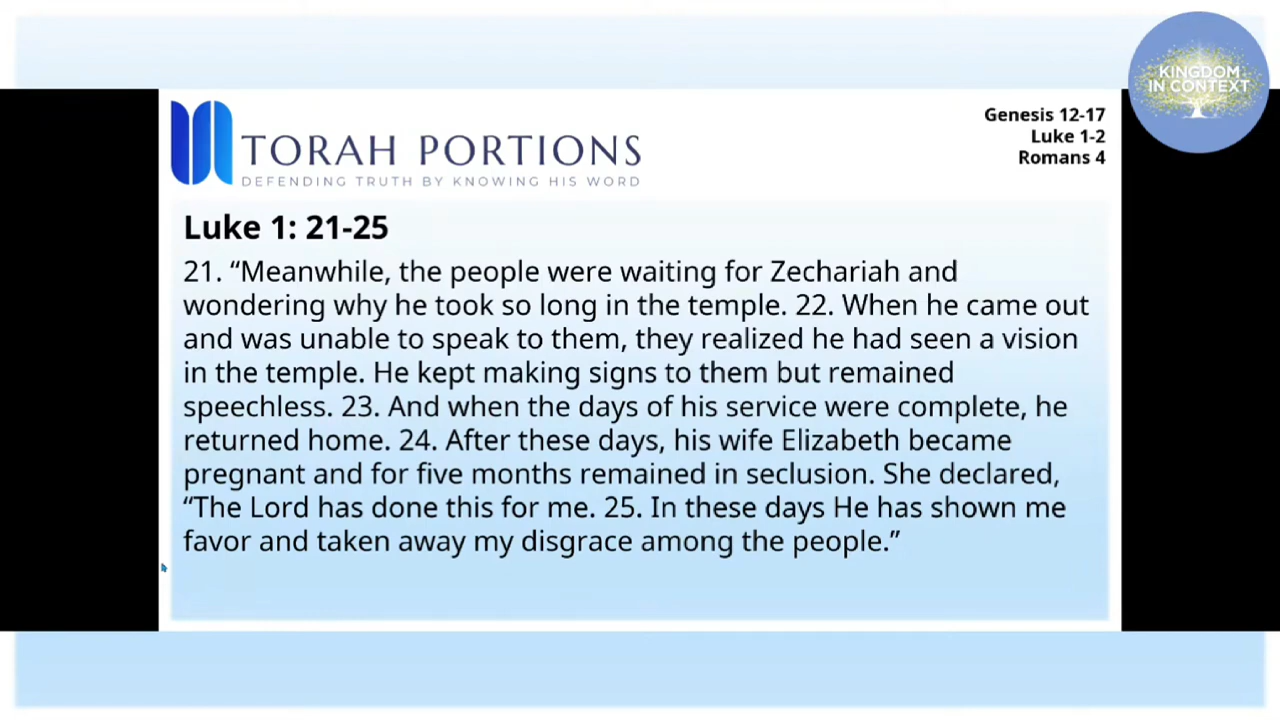 KINGDOM
IN CONTEXT
TORAH PORTIONS
DEFENDING TRUTH BY KNOWING HIS WORD
Genesis 12-17
Luke 1-2
Romans 4
Luke 1: 21-25
21. “Meanwhile, the people were waiting for Zechariah and
wondering why he took so long in the temple. 22. When he came out
and was unable to speak to them, they realized he had seen a vision
in the temple. He kept making signs to them but remained
speechless. 23. And when the days of his service were complete, he
returned home. 24. After these days, his wife Elizabeth became
pregnant and for five months remained in seclusion. She declared,
“The Lord has done this for me. 25. In these days He has shown me
favor and taken away my disgrace among the people.”